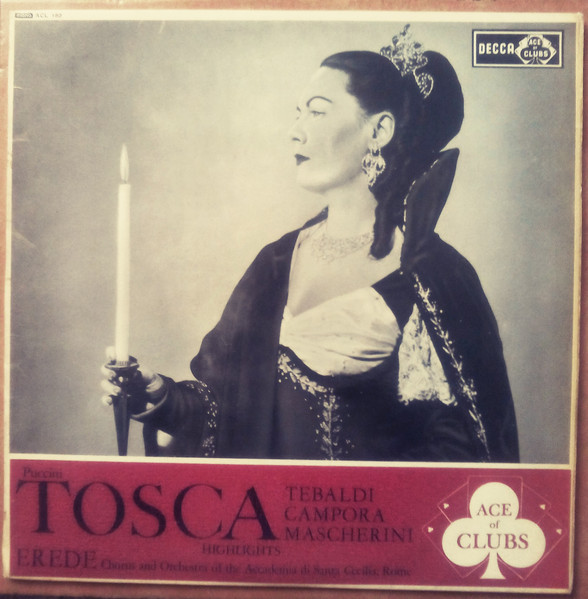 DECCA
ACE
of
CLUBS
Puccini
TOSCA
TEBALDI
CAMPORA
MASCHERINI
HIGHLIGHTS
EREDE Chorus and Orchestra of the Accademia di Santa Cecilia, Rome
ACE
of
CLUBS